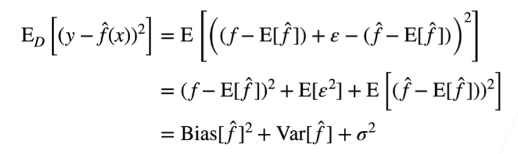 E_D[(y − f̂(x))²] = E[((f − E[f̂]) + ε − (f̂ − E[f̂]))²]
= (f − E[f̂])² + E[ε²] + E[(f̂ − E[f̂]))²]
= Bias[f̂]² + Var[f̂] + σ²